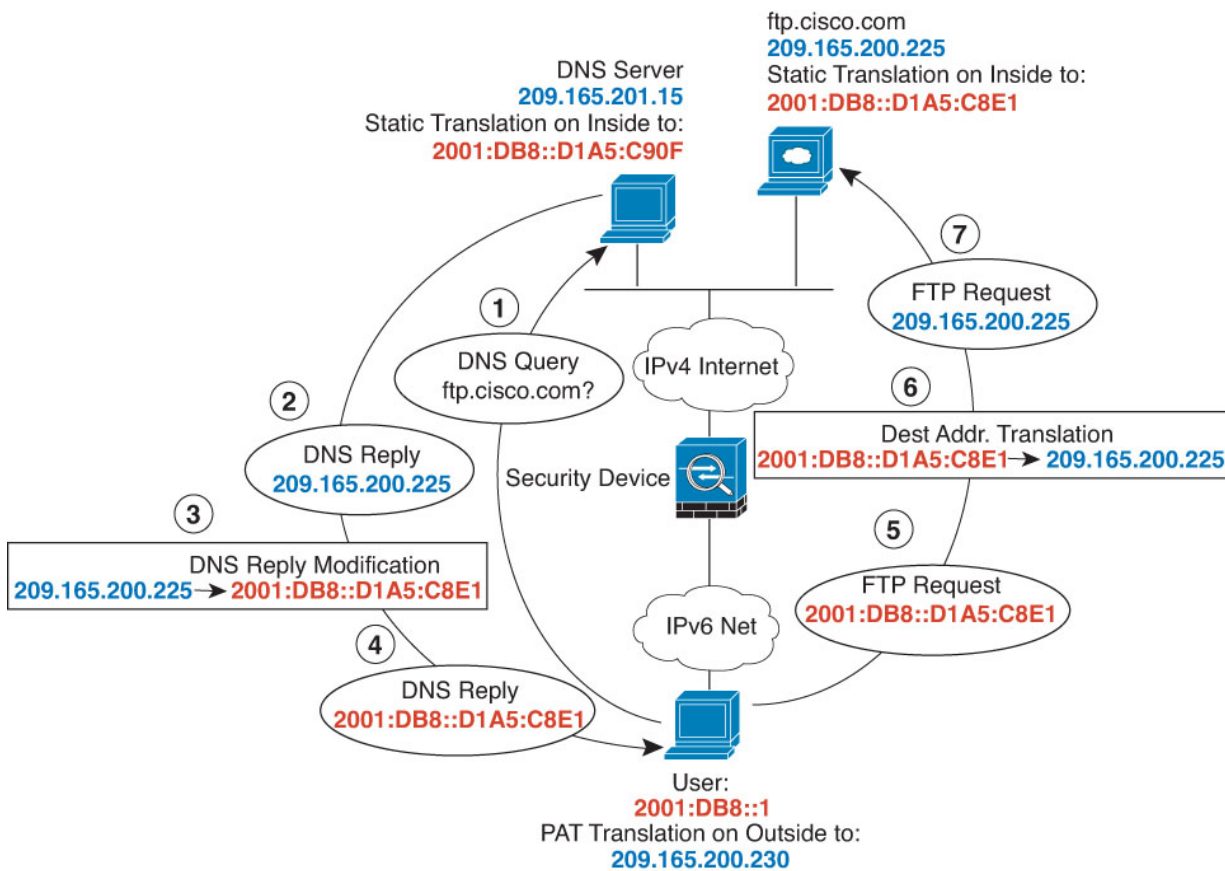 ftp.cisco.com
209.165.200.225
Static Translation on Inside to:
2001:DB8::D1A5:C8E1
DNS Server
209.165.201.15
Static Translation on Inside to:
2001:DB8::D1A5:C90F
7
FTP Request
209.165.200.225
1
DNS Query
ftp.cisco.com?
IPv4 Internet
2
DNS Reply
209.165.200.225
6
Dest Addr. Translation
2001:DB8::D1A5:C8E1 → 209.165.200.225
Security Device
3
DNS Reply Modification
209.165.200.225 → 2001:DB8::D1A5:C8E1
5
FTP Request
2001:DB8::D1A5:C8E1
IPv6 Net
4
DNS Reply
2001:DB8::D1A5:C8E1
User:
2001:DB8::1
PAT Translation on Outside to:
209.165.200.230